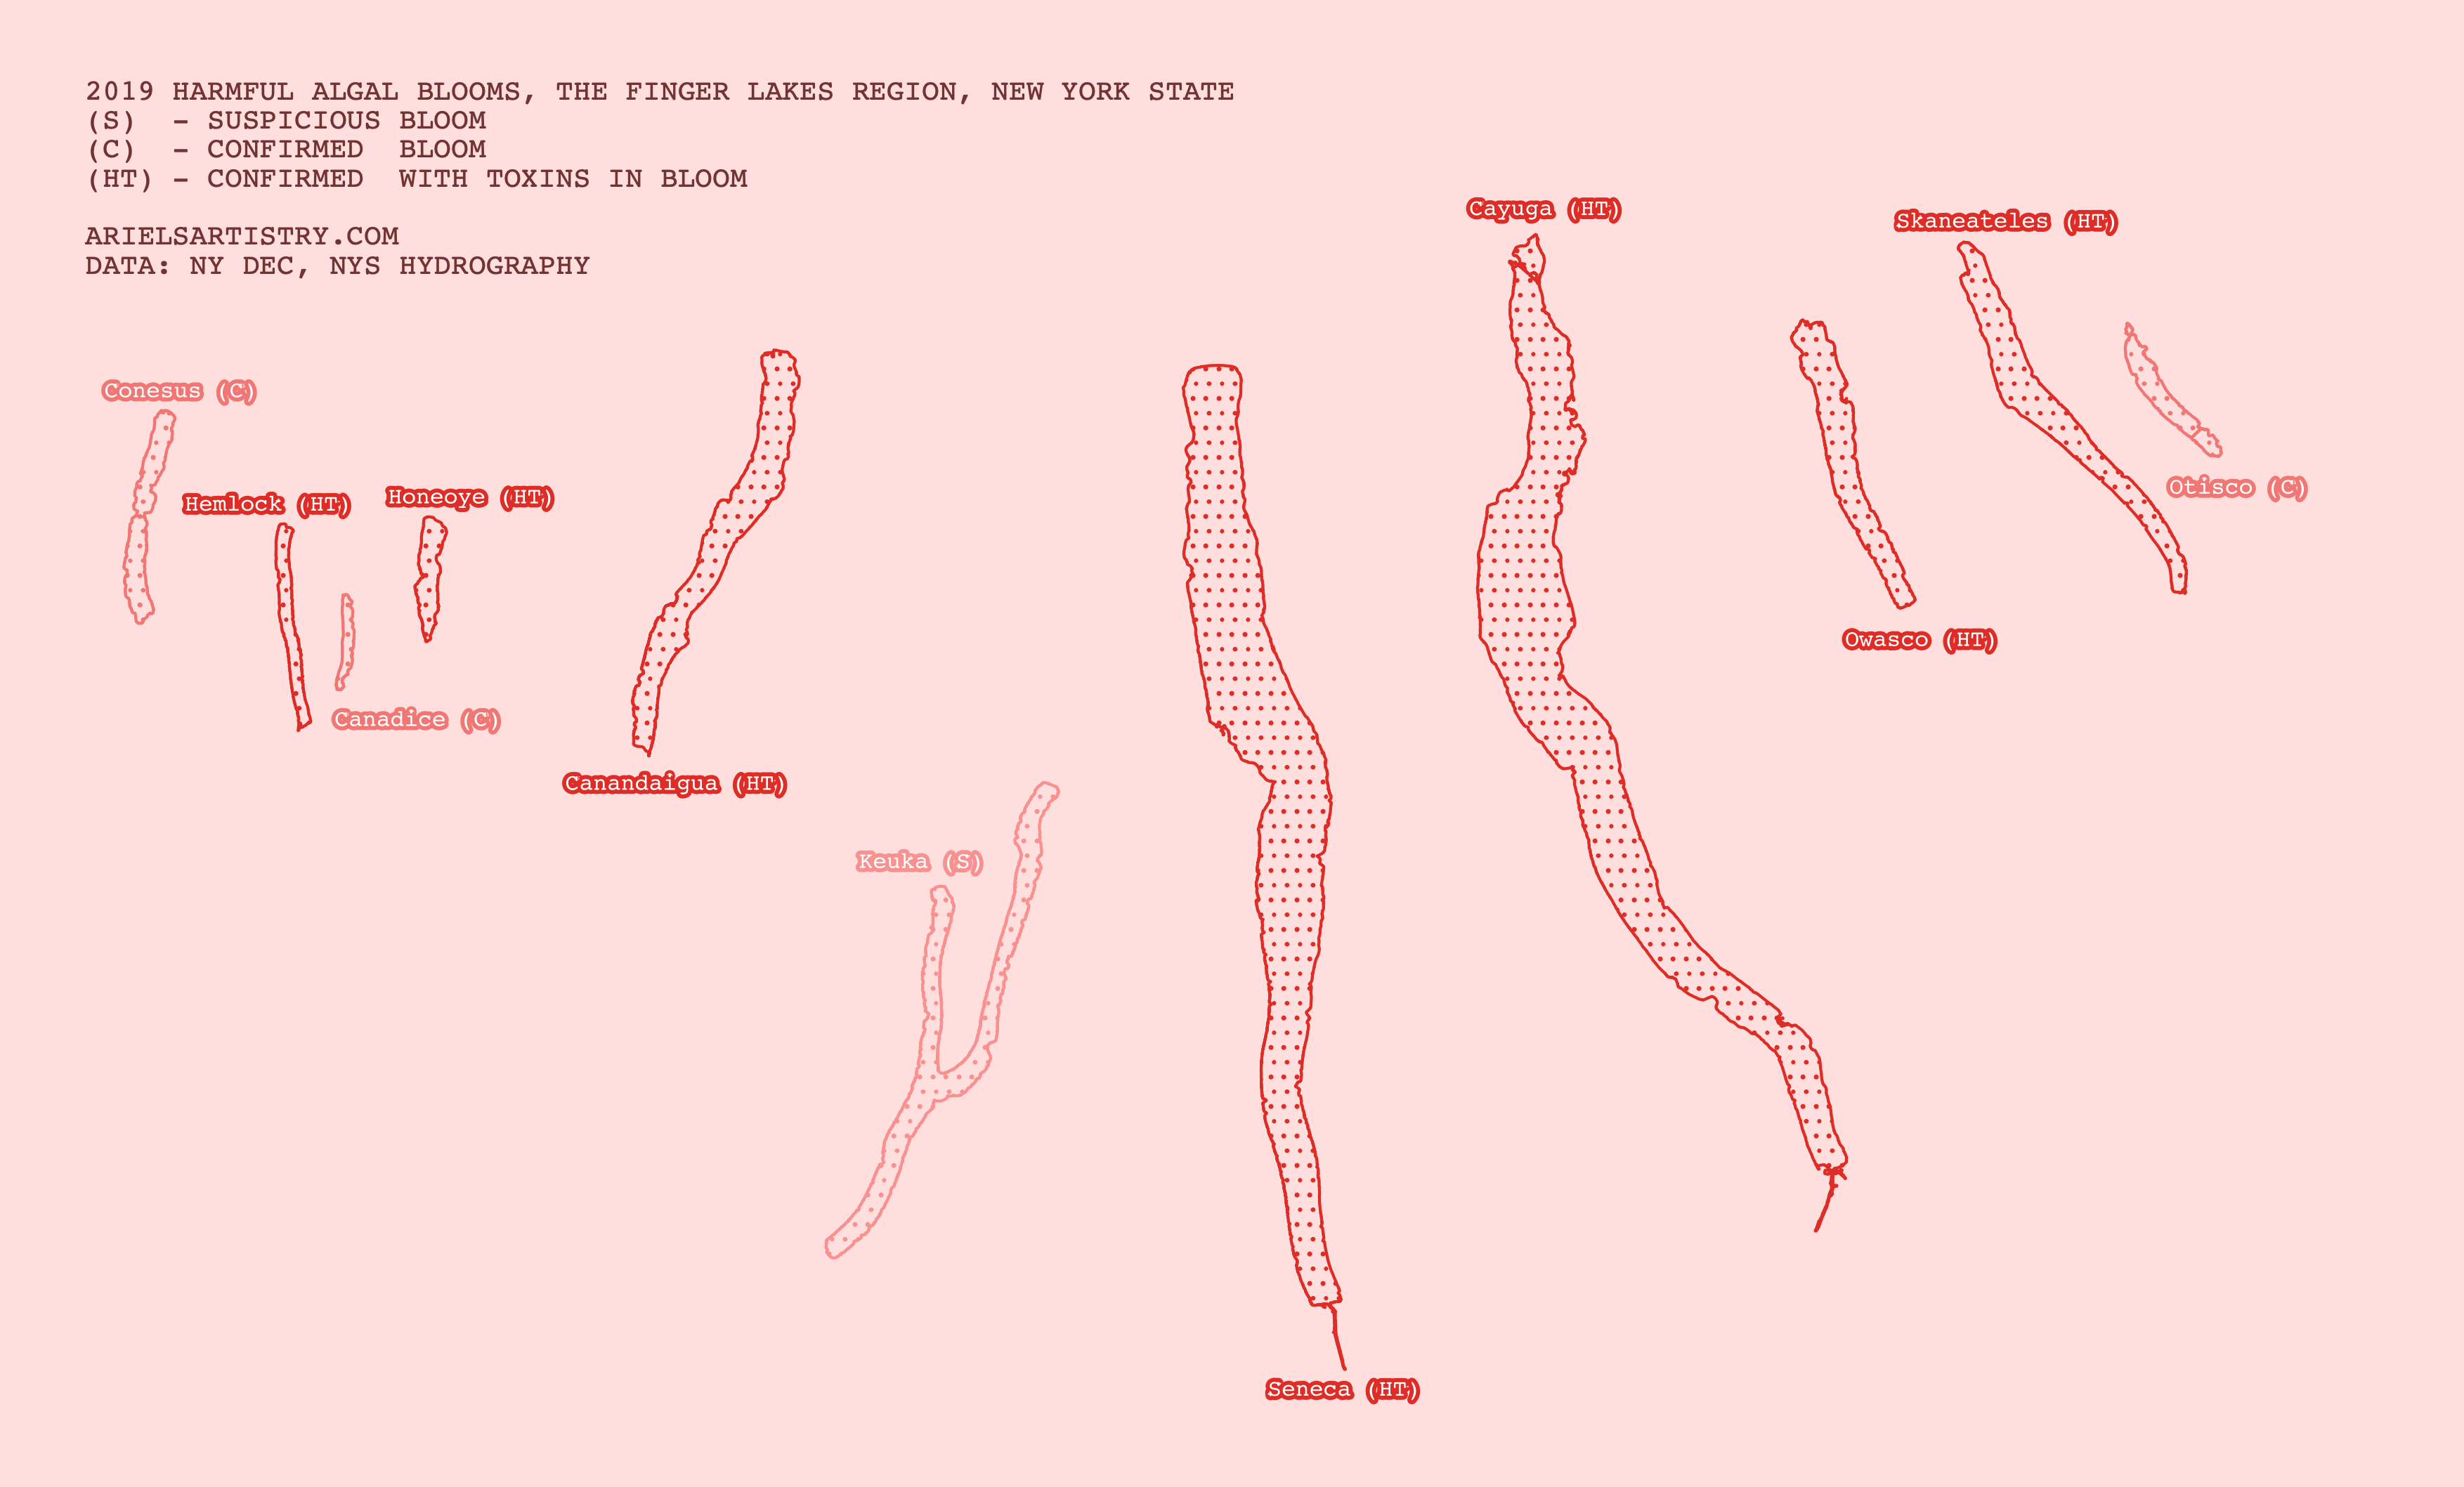 2019 HARMFUL ALGAL BLOOMS, THE FINGER LAKES REGION, NEW YORK STATE
(S)  - SUSPICIOUS BLOOM
(C)  - CONFIRMED  BLOOM
(HT) - CONFIRMED  WITH TOXINS IN BLOOM
ARIELSARTISTRY.COM
DATA: NY DEC, NYS HYDROGRAPHY
Cayuga (HT)
Skaneateles (HT)
Conesus (C)
Otisco (C)
Honeoye (HT)
Hemlock (HT)
Owasco (HT)
Canadice (C)
Canandaigua (HT)
Keuka (S)
Seneca (HT)